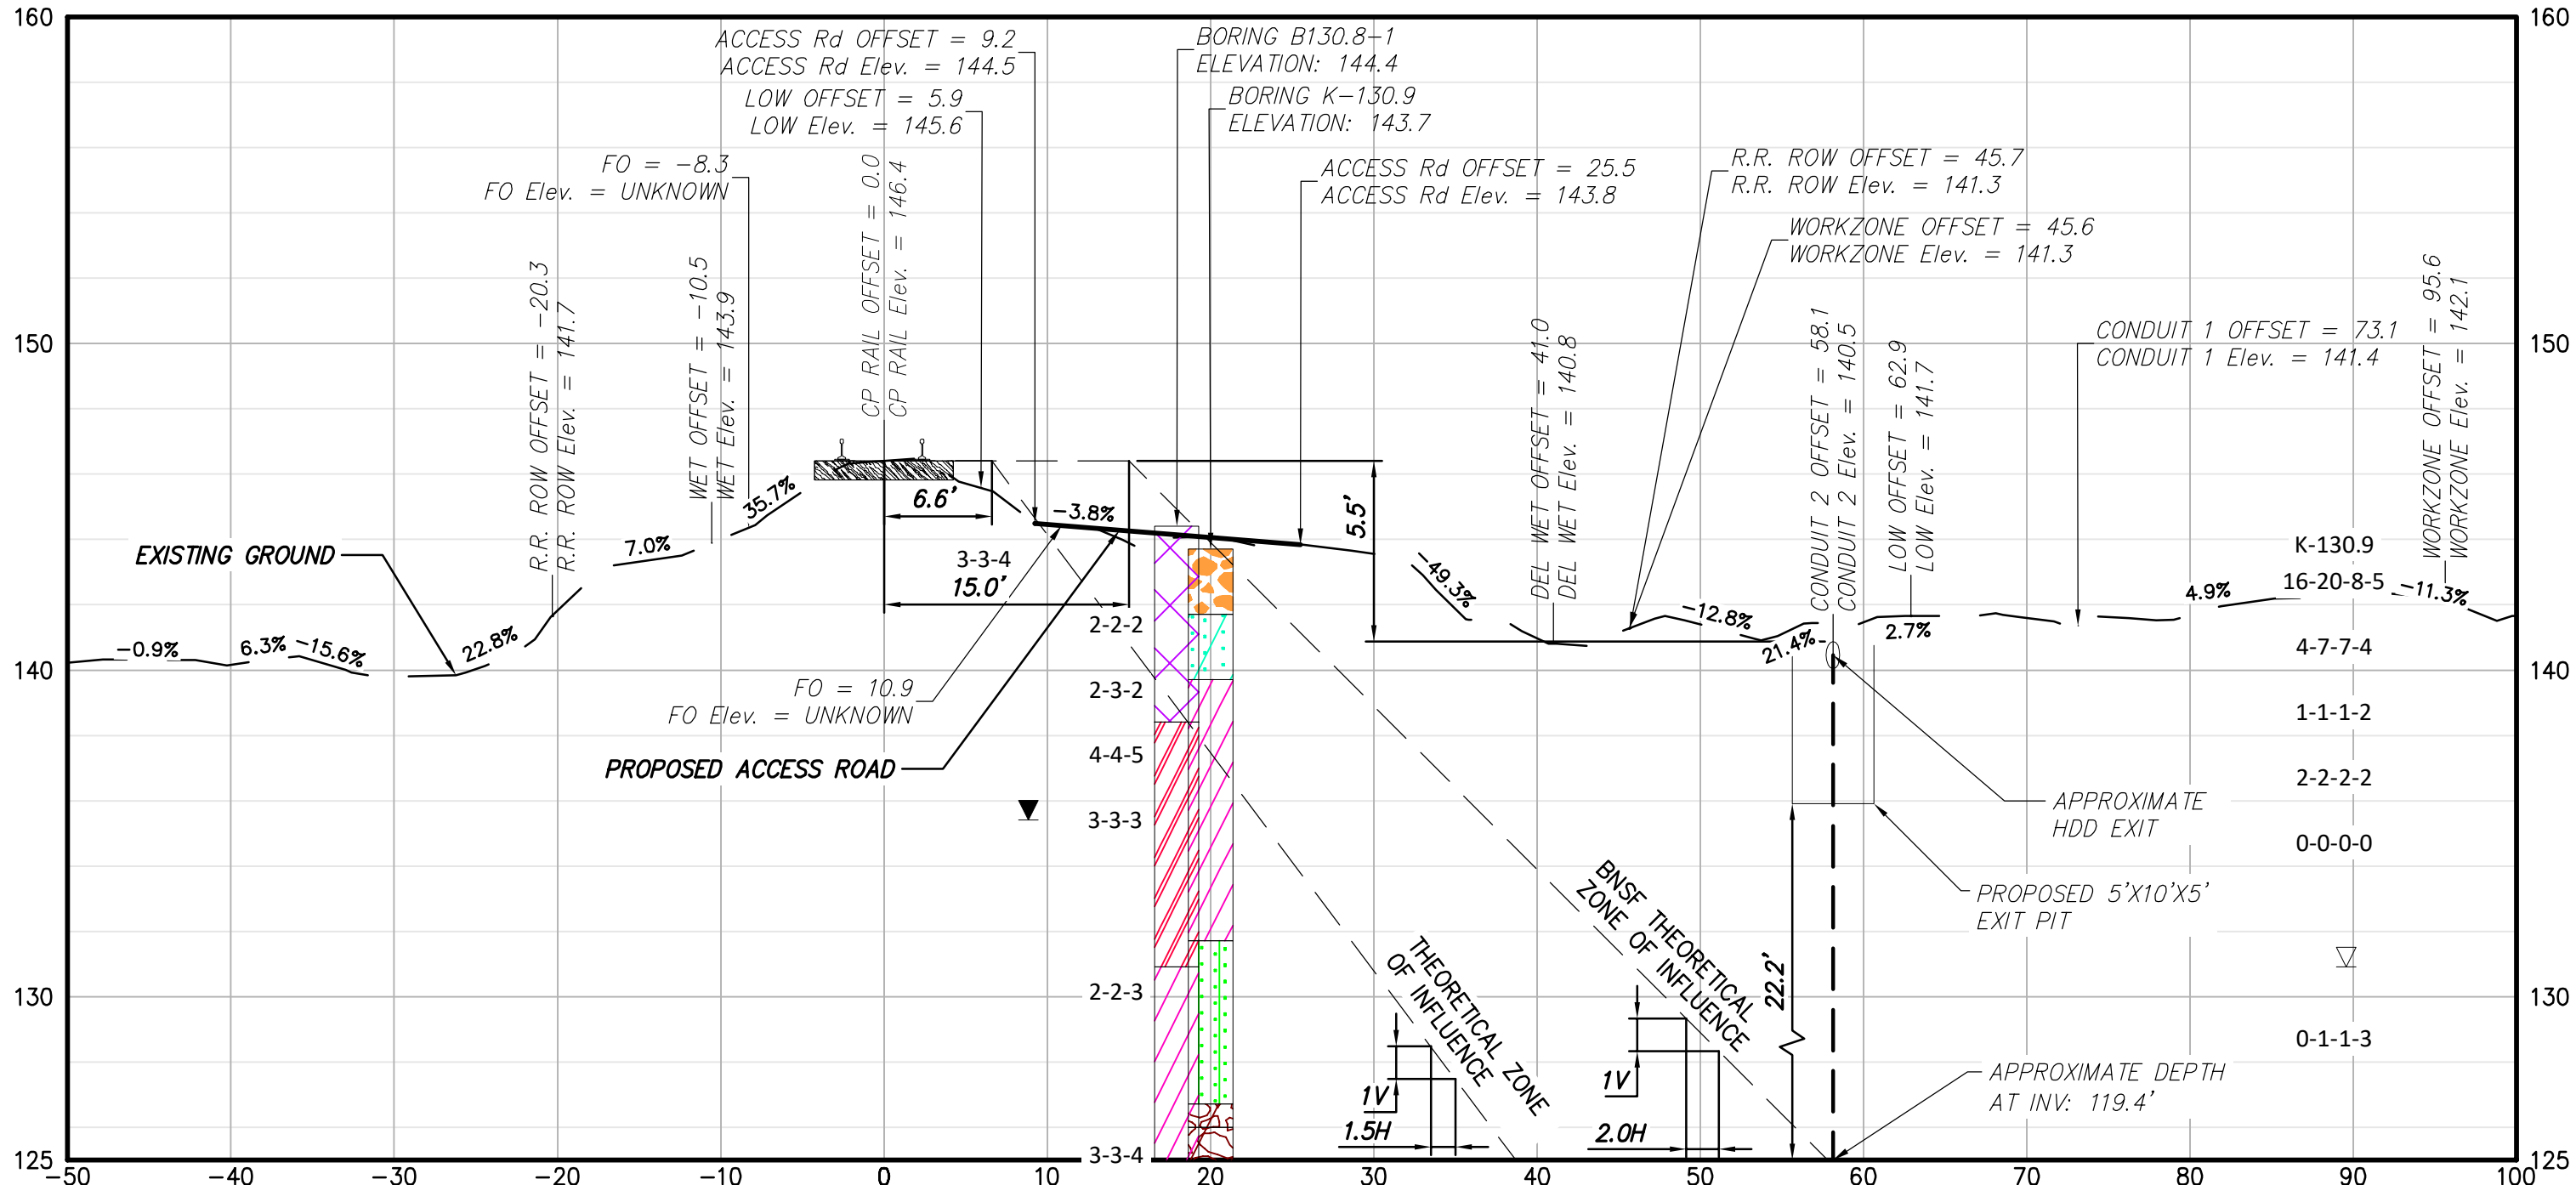 160
160
ACCESS Rd OFFSET = 9.2
ACCESS Rd Elev. = 144.5
BORING B130.8-1
ELEVATION: 144.4
LOW OFFSET = 5.9
LOW Elev. = 145.6
BORING K-130.9
ELEVATION: 143.7
FO = -8.3
FO Elev. = UNKNOWN
CP RAIL OFFSET = 0.0
CP RAIL Elev. = 146.4
ACCESS Rd OFFSET = 25.5
ACCESS Rd Elev. = 143.8
R.R. ROW OFFSET = 45.7
R.R. ROW Elev. = 141.3
WORKZONE OFFSET = 45.6
WORKZONE Elev. = 141.3
R.R. ROW OFFSET = -20.3
R.R. ROW Elev. = 141.7
WET OFFSET = -10.5
WET Elev. = 143.9
DEL WET OFFSET = 41.0
DEL WET Elev. = 140.8
CONDUIT 2 OFFSET = 58.1
CONDUIT 2 Elev. = 140.5
LOW OFFSET = 62.9
LOW Elev. = 141.7
CONDUIT 1 OFFSET = 73.1
CONDUIT 1 Elev. = 141.4
WORKZONE OFFSET = 95.6
WORKZONE Elev. = 142.1
150
150
35.7%
6.6'
-3.8%
5.5'
EXISTING GROUND
7.0%
3-3-4
15.0'
-49.3%
K-130.9
16-20-8-5
-11.3%
4.9%
-12.8%
2.7%
21.4%
-0.9%
6.3%
-15.6%
22.8%
2-2-2
4-7-7-4
140
140
FO = 10.9
FO Elev. = UNKNOWN
2-3-2
1-1-1-2
PROPOSED ACCESS ROAD
4-4-5
2-2-2-2
APPROXIMATE
HDD EXIT
3-3-3
0-0-0-0
PROPOSED 5'X10'X5'
EXIT PIT
BNSF THEORETICAL
ZONE OF INFLUENCE
THEORETICAL ZONE
OF INFLUENCE
22.2'
130
130
2-2-3
0-1-1-3
1V
1.5H
1V
2.0H
APPROXIMATE DEPTH
AT INV: 119.4'
3-3-4
125
125
-50 -40 -30 -20 -10 0 10 20 30 40 50 60 70 80 90 100